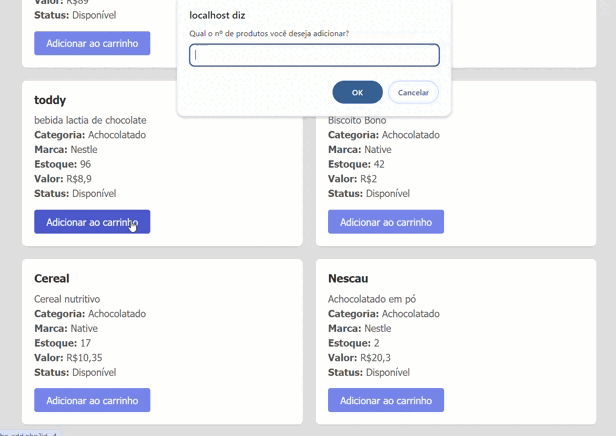 R$89
Status: Disponível
Adicionar ao carrinho
localhost diz
Qual o nº de produtos você deseja adicionar?
OK
Cancelar
toddy
bebida lactia de chocolate
Categoria: Achocolatado
Marca: Nestle
Estoque: 96
Valor: R$8,9
Status: Disponível
Adicionar ao carrinho
Biscoito Bono
Categoria: Achocolatado
Marca: Native
Estoque: 42
Valor: R$2
Status: Disponível
Adicionar ao carrinho
Cereal
Cereal nutritivo
Categoria: Achocolatado
Marca: Native
Estoque: 17
Valor: R$10,35
Status: Disponível
Adicionar ao carrinho
Nescau
Achocolatado em pó
Categoria: Achocolatado
Marca: Nestle
Estoque: 2
Valor: R$20,3
Status: Disponível
Adicionar ao carrinho